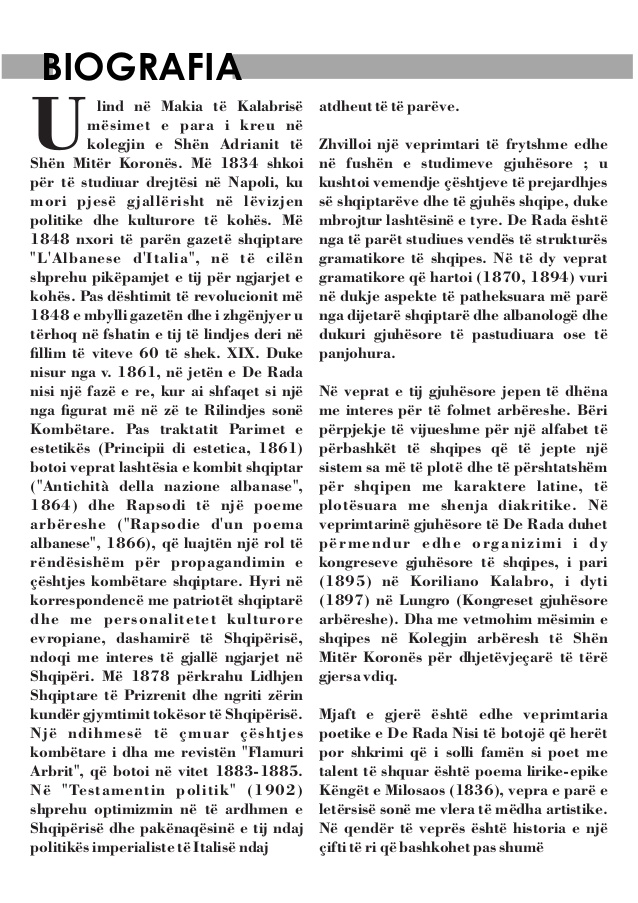 BIOGRAFIA
U lind në Makia të Kalabrisë
mësimet e para i kreu në
kolegjin e Shën Adrianit të
Shën Mitër Koronës. Më 1834 shkoi
për të studiuar drejtësi në Napoli, ku
mori pjesë gjallërisht në lëvizjen
politike dhe kulturore të kohës. Më
1848 nxori të parën gazetë shqiptare
"L'Albanese d'Italia", në të cilën
shprehu pikëpamjet e tij për ngjarjet e
kohës. Pas dështimit të revolucionit më
1848 e mbylli gazetën dhe i zhgënjyer u
tërhoq në fshatin e tij të lindjes deri në
fillim të viteve 60 të shek. XIX. Duke
nisur nga v. 1861, në jetën e De Rada
nisi një fazë e re, kur ai shfaqet si një
nga figurat më në zë te Rilindjes sonë
Kombëtare. Pas traktatit Parimet e
estetikës (Principii di estetica, 1861)
botoi veprat lashtësia e kombit shqiptar
("Antichità della nazione albanase",
1864) dhe Rapsodi të një poeme
arbëreshe ("Rapsodie d'un poema
albanese", 1866), që luajtën një rol të
rëndësishëm për propagandimin e
çështjes kombëtare shqiptare. Hyri në
korrespondencë me patriotët shqiptarë
dhe me personalitetet kulturore
evropiane, dashamirë të Shqipërisë,
ndoqi me interes të gjallë ngjarjet në
Shqipëri. Më 1878 përkrahu Lidhjen
Shqiptare të Prizrenit dhe ngriti zërin
kundër gjymtimit tokësor të Shqipërisë.
Një ndihmesë të çmuar çështjes
kombëtare i dha me revistën "Flamuri
Arbrit", që botoi në vitet 1883-1885.
Në "Testamentin politik" (1902)
shprehu optimizmin në të ardhmen e
Shqipërisë dhe pakënaqësinë e tij ndaj
politikës imperialiste të Italisë ndaj
atdheut të të parëve.
Zhvilloi një veprimtari të frytshme edhe
në fushën e studimeve gjuhësore ; u
kushtoi vemendje çështjeve të prejardhjes
së shqiptarëve dhe të gjuhës shqipe, duke
mbrojtur lashtësinë e tyre. De Rada është
nga të parët studiues vendës të strukturës
gramatikore të shqipes. Në të dy veprat
gramatikore që hartoi (1870, 1894) vuri
në dukje aspekte të patheksuara më parë
nga dijetarë shqiptarë dhe albanologë dhe
dukuri gjuhësore të pastudiuara ose të
panjohura.
Në veprat e tij gjuhësore jepen të dhëna
me interes për të folmet arbëreshe. Bëri
përpjekje të vijueshme për një alfabet të
përbashkët të shqipes që të jepte një
sistem sa më të plotë dhe të përshtatshëm
për shqipen me karaktere latine, të
plotësuara me shenja diakritike. Në
veprimtarinë gjuhësore të De Rada duhet
përmendur edhe organizimi i dy
kongreseve gjuhësore të shqipes, i pari
(1895) në Koriliano Kalabro, i dyti
(1897) në Lungro (Kongreset gjuhësore
arbëreshe). Dha me vetmohim mësimin e
shqipes në Kolegjin arbëresh të Shën
Mitër Koronës për dhjetëvjeçarë të tërë
gjersa vdiq.
Mjaft e gjerë është edhe veprimtaria
poetike e De Rada Nisi të botojë që herët
por shkrimi që i solli famën si poet me
talent të shquar është poema lirike-epike
Këngët e Milosaos (1836), vepra e parë e
letërsisë sonë me vlera të mëdha artistike.
Në qendër të veprës është historia e një
çifti të ri që bashkohet pas shumë